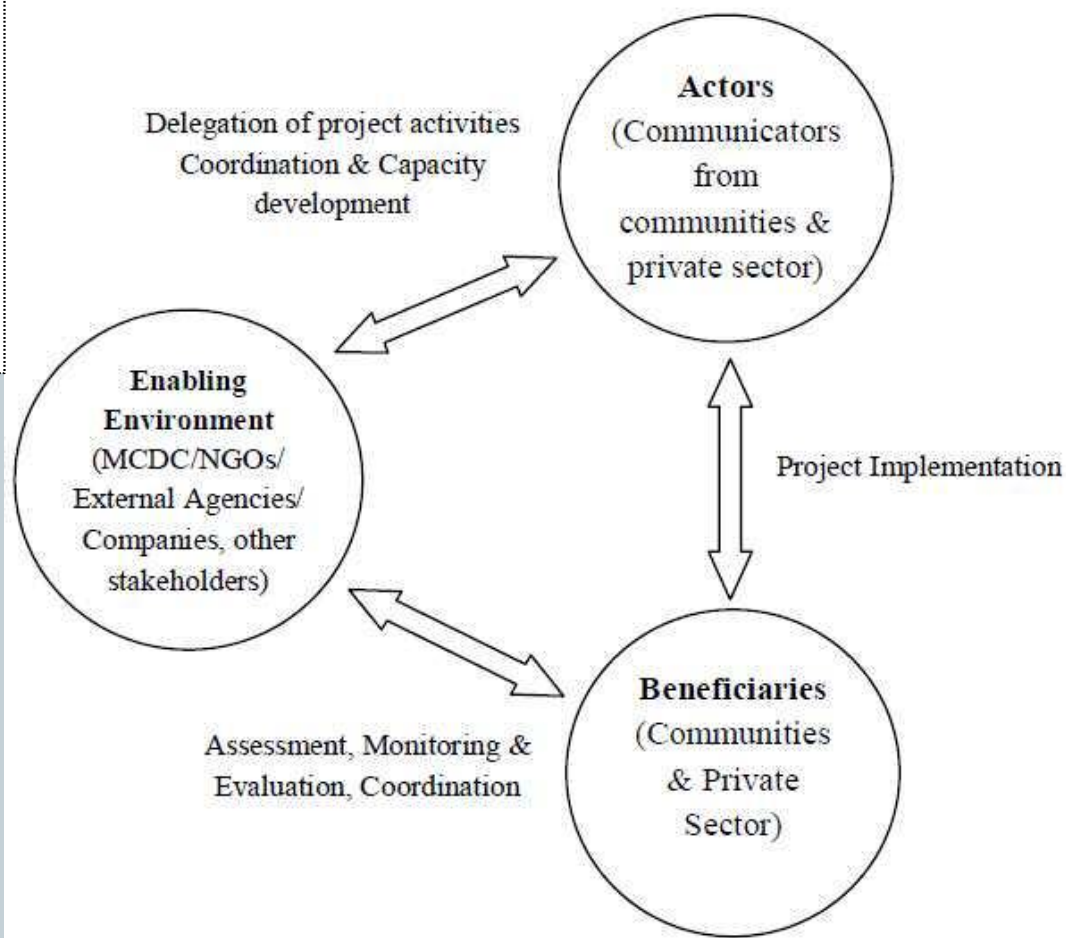 Actors
(Communicators
from
communities &
private sector)
Delegation of project activities
Coordination & Capacity
development
Enabling
Environment
(MCDC/NGOs/
External Agencies/
Companies, other
stakeholders)
Project Implementation
Beneficiaries
(Communities
& Private
Sector)
Assessment, Monitoring &
Evaluation, Coordination